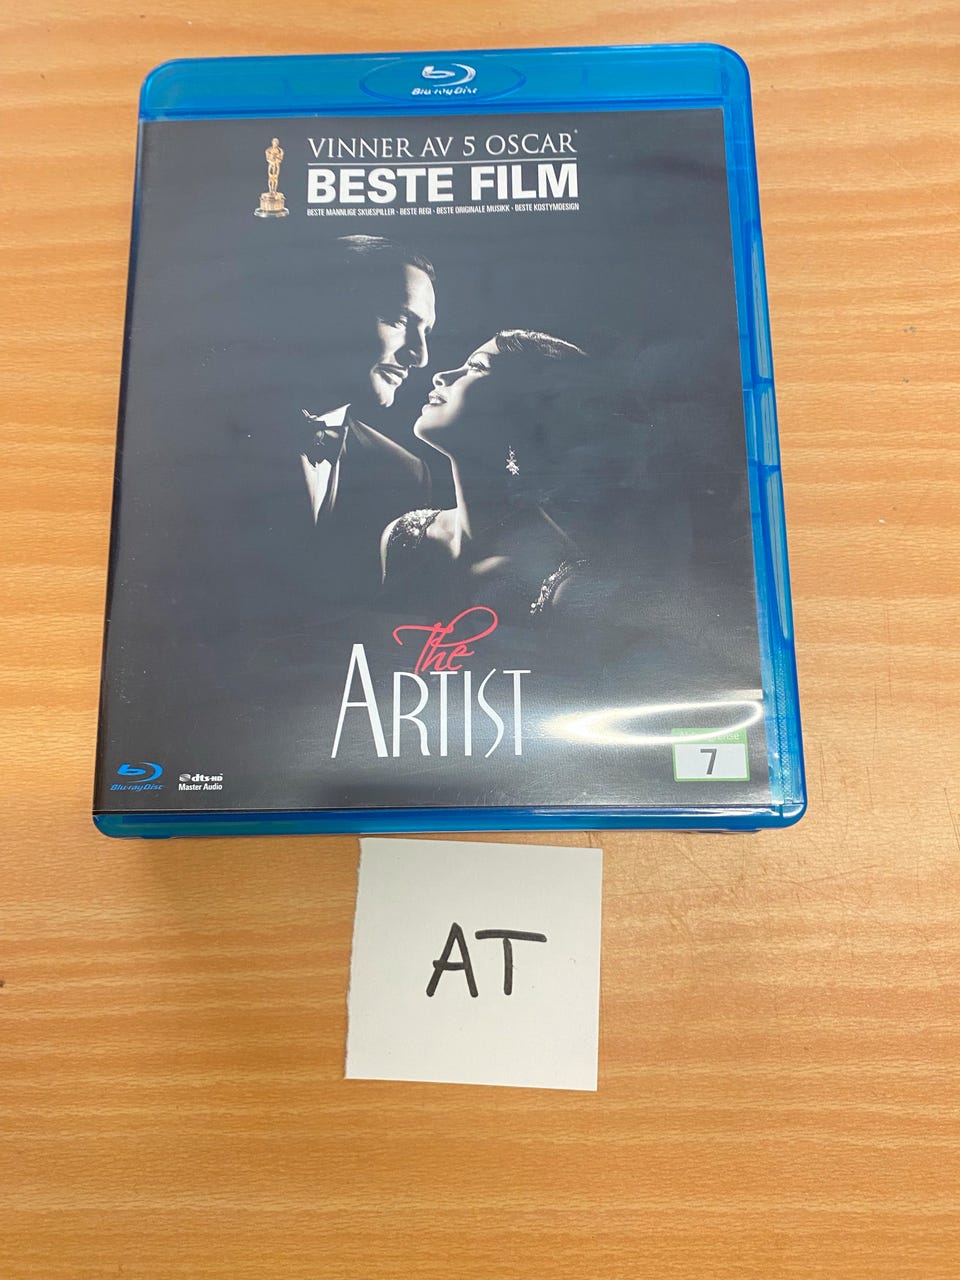 Blu-ray Disc
VINNER AV 5 OSCAR®
BESTE FILM
BESTE MANNLIGE SKUESPILLER · BESTE REGI · BESTE ORIGINALE MUSIKK · BESTE KOSTYMDESIGN
The
ARTIST
7
Blu-ray Disc
dts-HD
Master Audio
AT